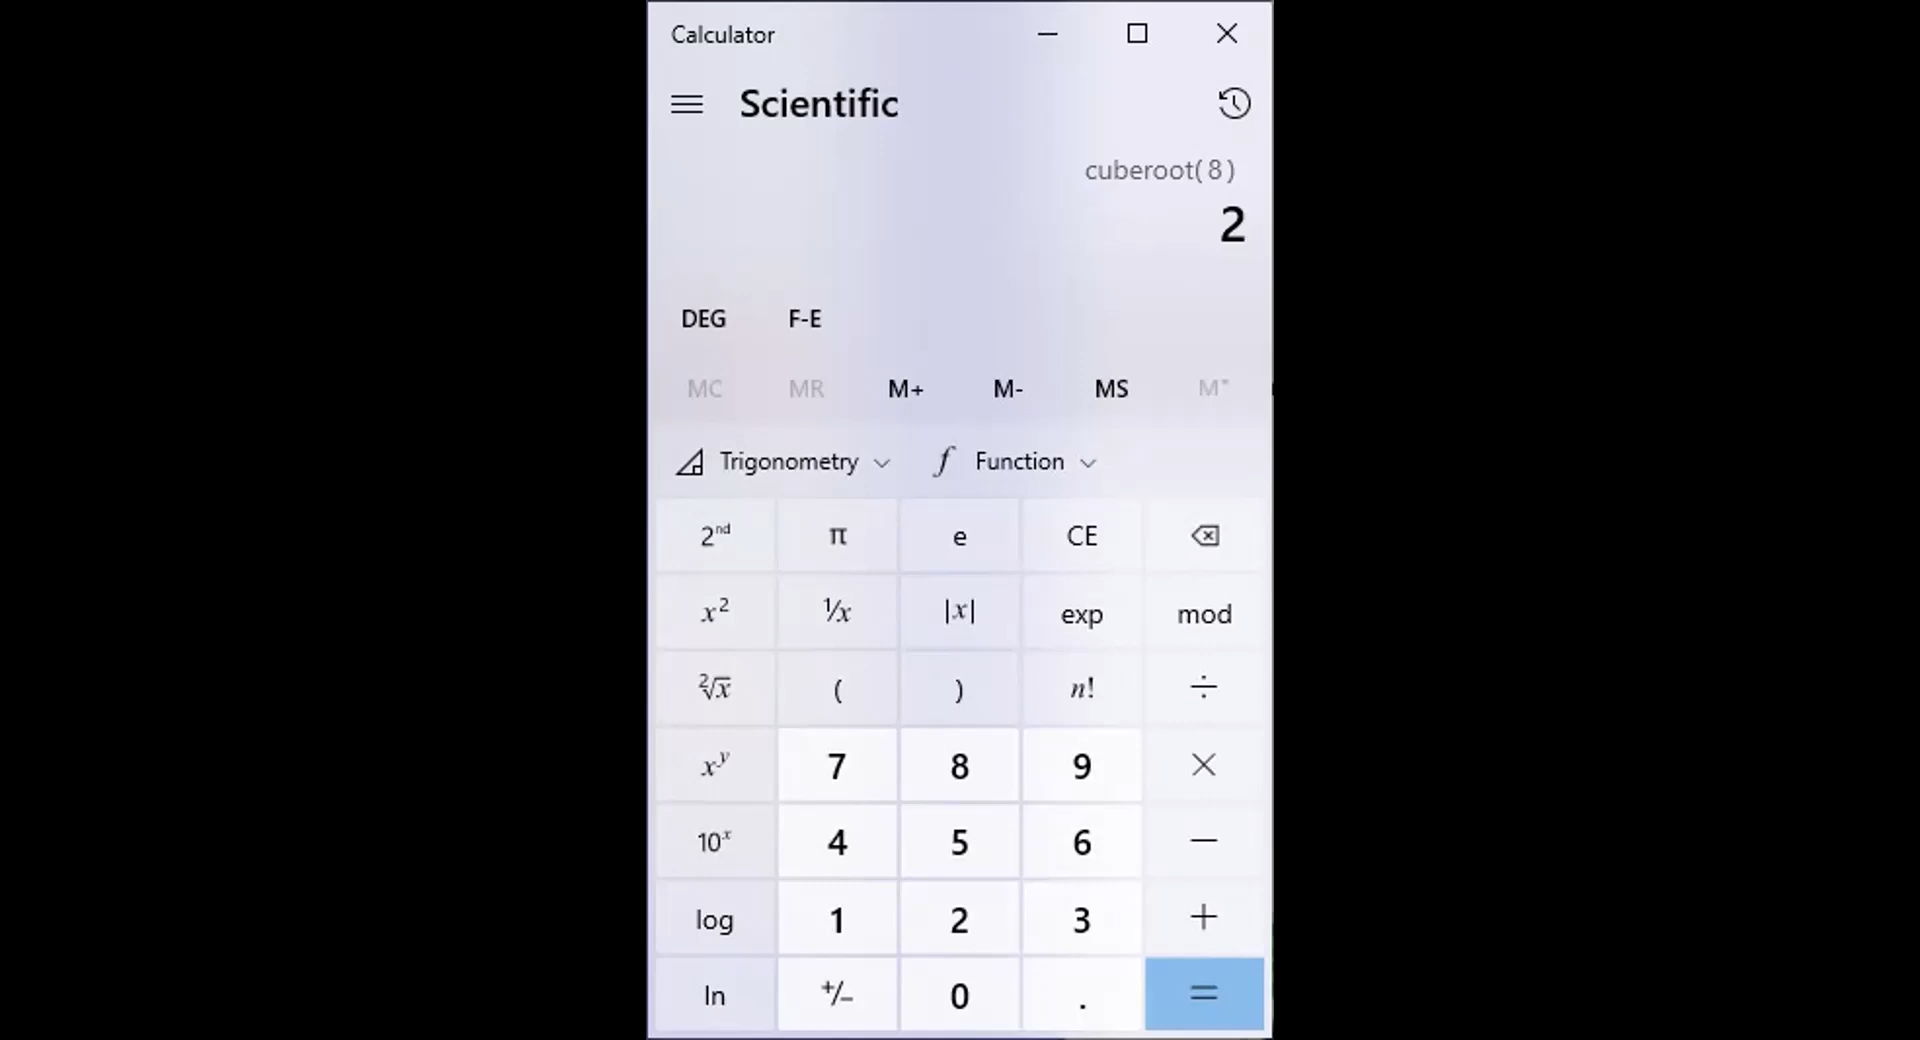 Calculator
Scientific
cuberoot(8)
2
DEG F-E
MC MR M+ M- MS M˅
Trigonometry f Function
2ⁿᵈ π e CE
x² ¹⁄x |x| exp mod
²√x ( ) n! ÷
xʸ 7 8 9 ×
10ˣ 4 5 6 −
log 1 2 3 +
ln +/− 0 . =